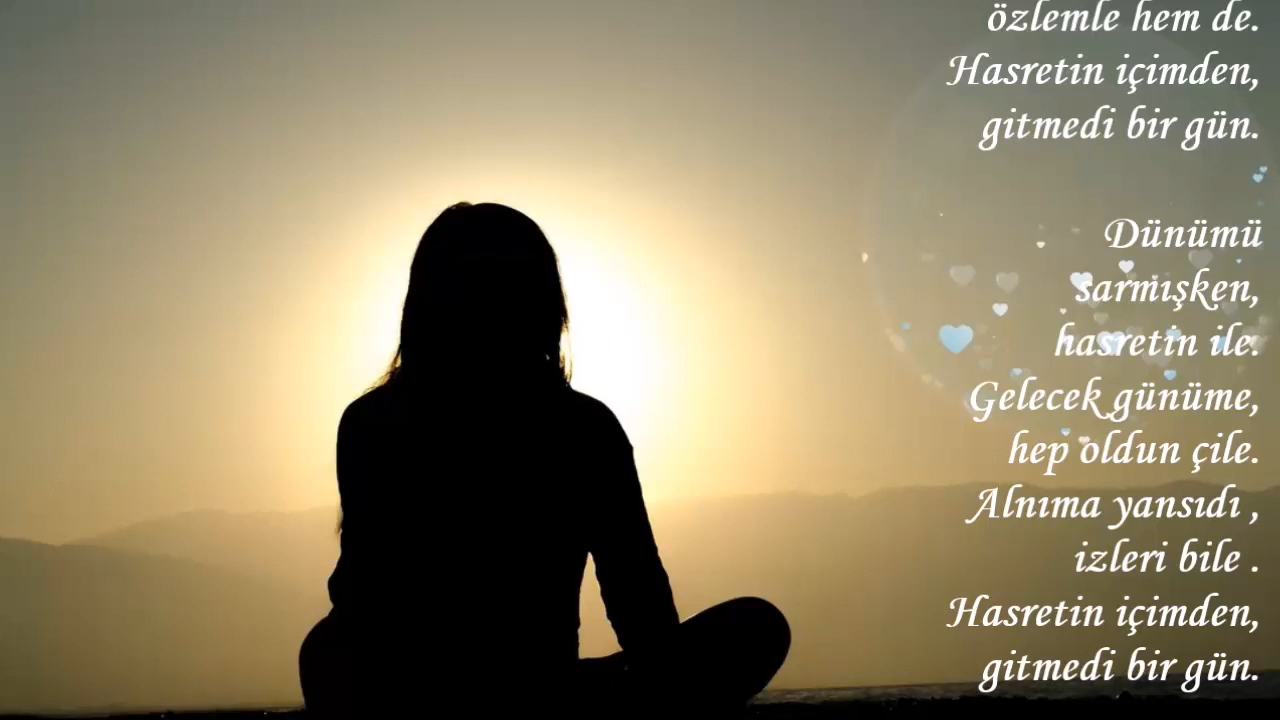 özlemle hem de.
Hasretin içimden,
gitmedi bir gün.
Dünümü
sarmışken,
hasretin ile.
Gelecek günüme,
hep oldun çile.
Alnıma yansıdı ,
izleri bile .
Hasretin içimden,
gitmedi bir gün.